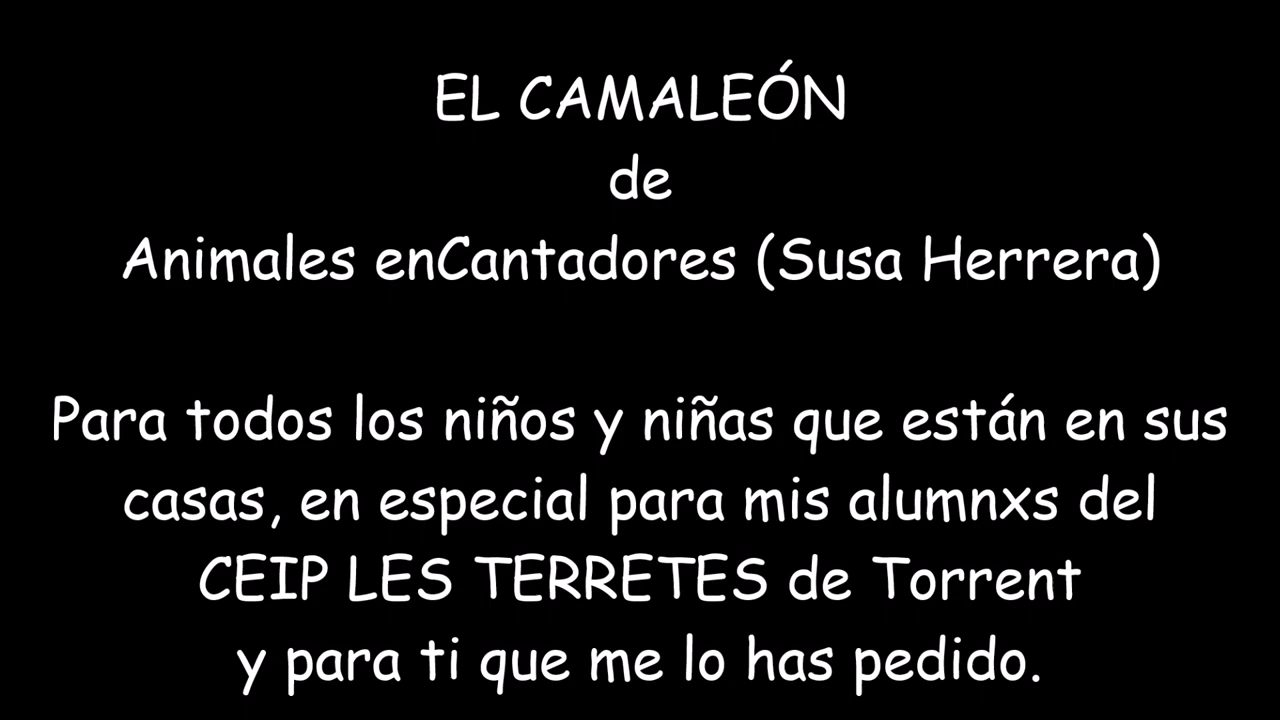 EL CAMALEÓN
de
Animales enCantadores (Susa Herrera)
Para todos los niños y niñas que están en sus
casas, en especial para mis alumnxs del
CEIP LES TERRETES de Torrent
y para ti que me lo has pedido.